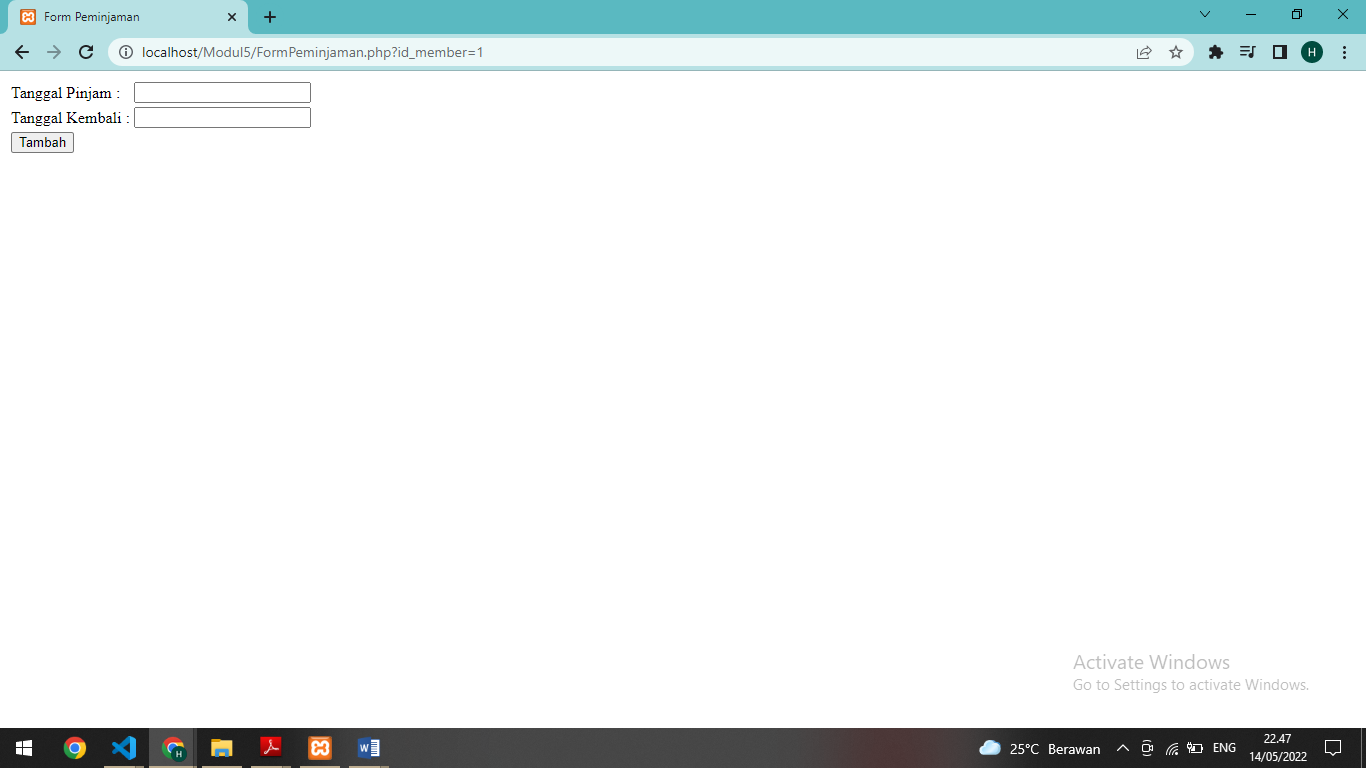 Form Peminjaman
localhost/Modul5/FormPeminjaman.php?id_member=1
H
Tanggal Pinjam :
Tanggal Kembali :
Tambah
Activate Windows
Go to Settings to activate Windows.
H
W
25°C Berawan
ENG
22.47
14/05/2022